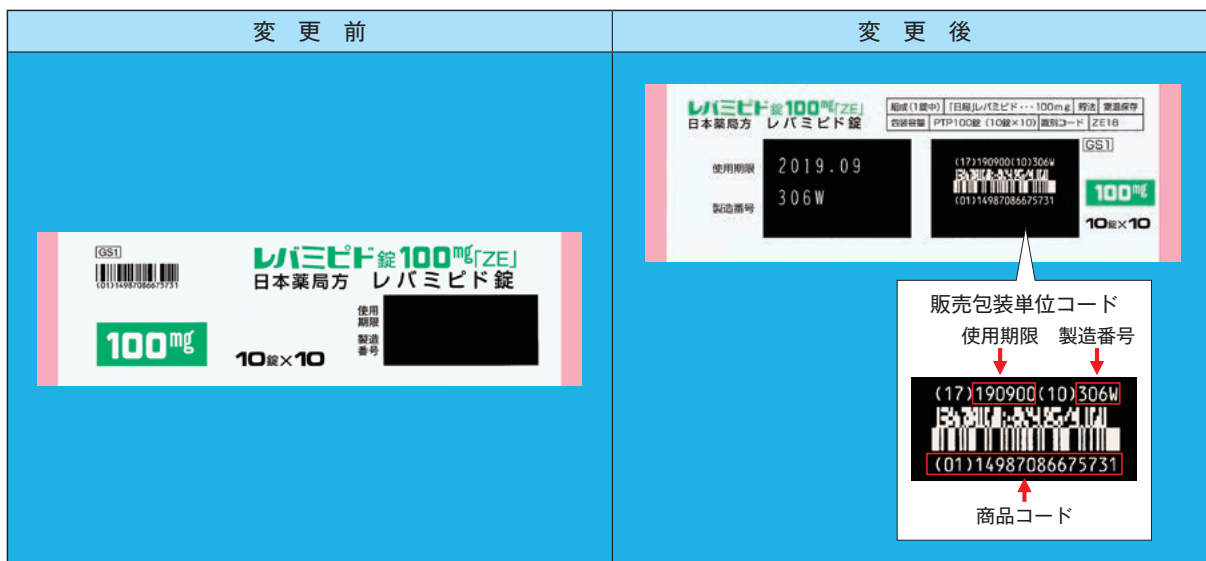 変更前
変更後
GS1
(01)14987086675731
レバミピド錠100mg「ZE」
日本薬局方 レバミピド錠
使用
期限
製造
番号
100mg
10錠×10
レバミピド錠100mg「ZE」
日本薬局方 レバミピド錠
組成(1錠中) 「日局」レバミピド・・・100mg 貯法 室温保存
包装容量 PTP100錠(10錠×10) 識別コード ZE18
GS1
使用期限 2019.09
製造番号 306W
(17)190900(10)306W
(01)14987086675731
100mg
10錠×10
販売包装単位コード
使用期限 製造番号
(17)190900(10)306W
(01)14987086675731
商品コード